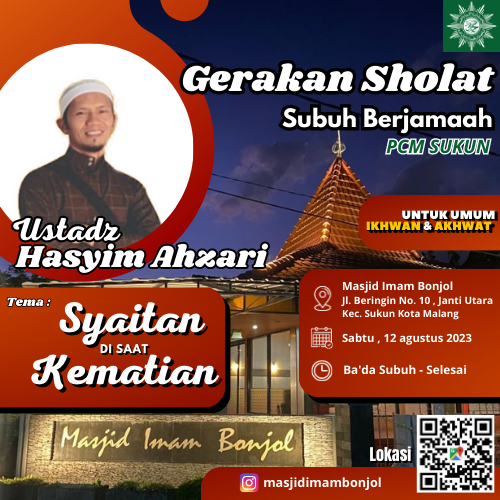 Gerakan Sholat
Subuh Berjamaah
PCM SUKUN
Ustadz
Hasyim Ahzari
UNTUK UMUM
IKHWAN & AKHWAT
Tema :
Syaitan
DI SAAT
Kematian
Masjid Imam Bonjol
Jl. Beringin No. 10 , Janti Utara
Kec. Sukun Kota Malang
Sabtu , 12 agustus 2023
Ba'da Subuh - Selesai
Masjid Imam Bonjol
Lokasi
masjidimambonjol